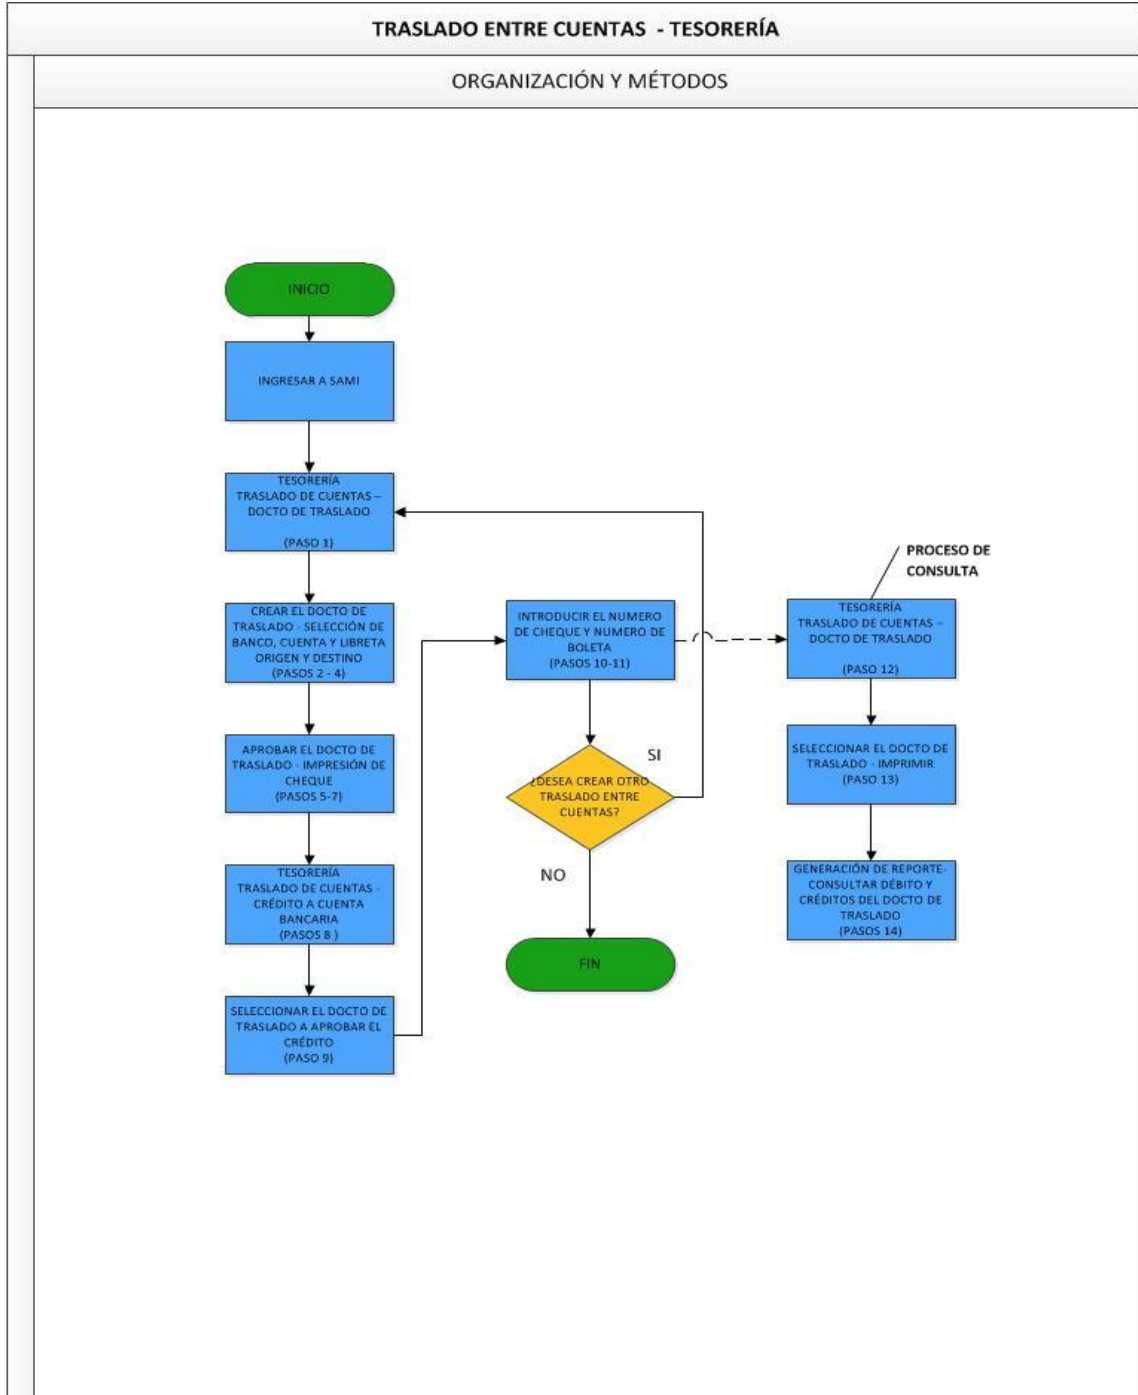 TRASLADO ENTRE CUENTAS - TESORERÍA
ORGANIZACIÓN Y MÉTODOS
INICIO
INGRESAR A SAMI
TESORERÍA
TRASLADO DE CUENTAS –
DOCTO DE TRASLADO
(PASO 1)
CREAR EL DOCTO DE
TRASLADO - SELECCIÓN DE
BANCO, CUENTA Y LIBRETA
ORIGEN Y DESTINO
(PASOS 2 - 4)
APROBAR EL DOCTO DE
TRASLADO - IMPRESIÓN DE
CHEQUE
(PASOS 5-7)
TESORERÍA
TRASLADO DE CUENTAS -
CRÉDITO A CUENTA
BANCARIA
(PASOS 8 )
SELECCIONAR EL DOCTO DE
TRASLADO A APROBAR EL
CRÉDITO
(PASO 9)
INTRODUCIR EL NUMERO
DE CHEQUE Y NUMERO DE
BOLETA
(PASOS 10-11)
SI
¿DESEA CREAR OTRO
TRASLADO ENTRE
CUENTAS?
NO
FIN
PROCESO DE
CONSULTA
TESORERÍA
TRASLADO DE CUENTAS –
DOCTO DE TRASLADO
(PASO 12)
SELECCIONAR EL DOCTO DE
TRASLADO - IMPRIMIR
(PASO 13)
GENERACIÓN DE REPORTE-
CONSULTAR DÉBITO Y
CRÉDITOS DEL DOCTO DE
TRASLADO
(PASOS 14)